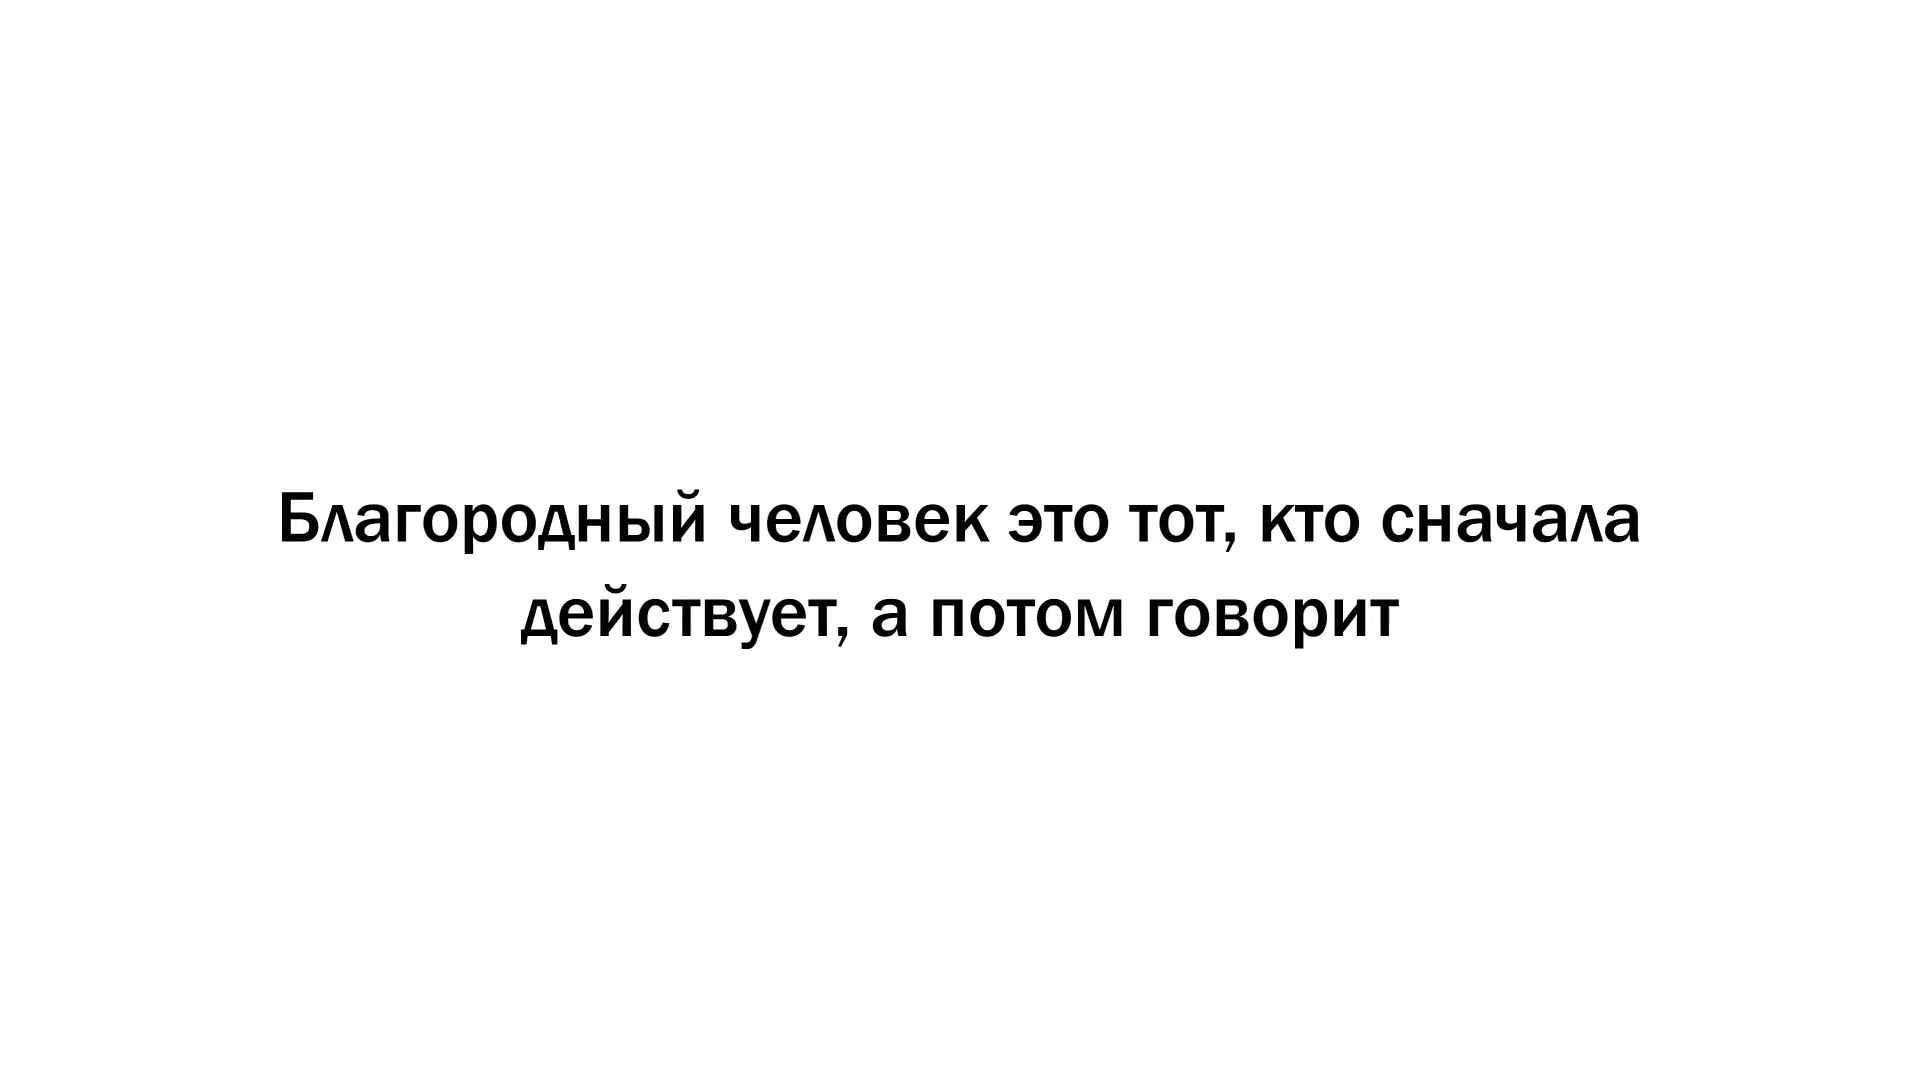 Благородный человек это тот, кто сначала
действует, а потом говорит